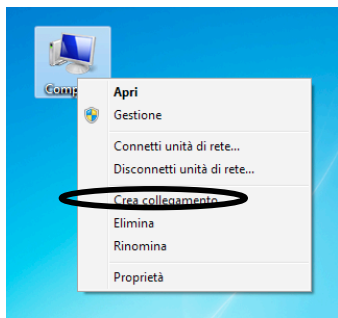 Comp
Apri
Gestione
Connetti unità di rete...
Disconnetti unità di rete...
Crea collegamento
Elimina
Rinomina
Proprietà